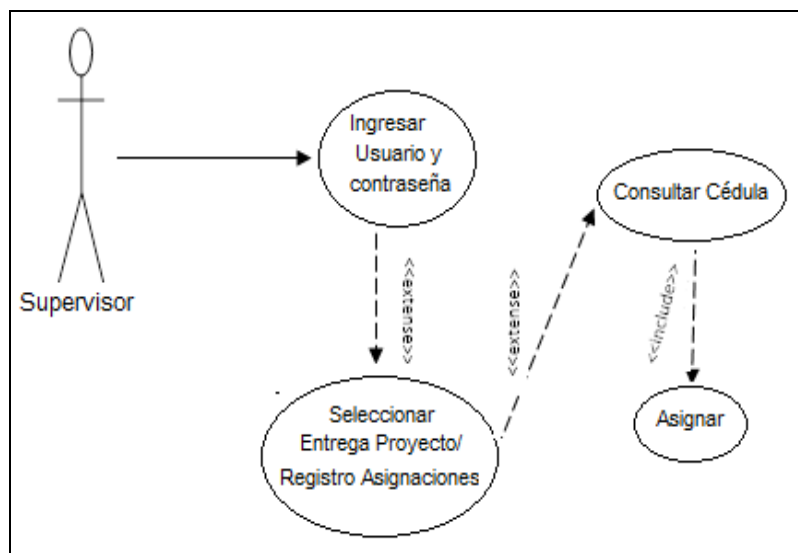 Supervisor
Ingresar
Usuario y
contraseña
<<extense>>
Seleccionar
Entrega Proyecto/
Registro Asignaciones
<<extense>>
Consultar Cédula
<<include>>
Asignar